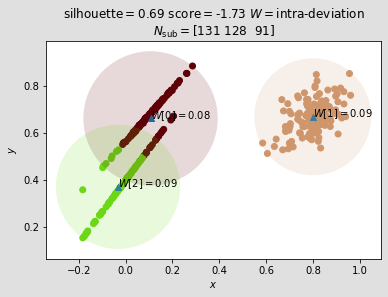 silhouette = 0.69 score = -1.73 W = intra-deviation
N_sub = [131 128 91]
0.8
0.6
0.4
0.2
y
W[0]=0.08
W[1]=0.09
W[2]=0.09
−0.2 0.0 0.2 0.4 0.6 0.8 1.0
x